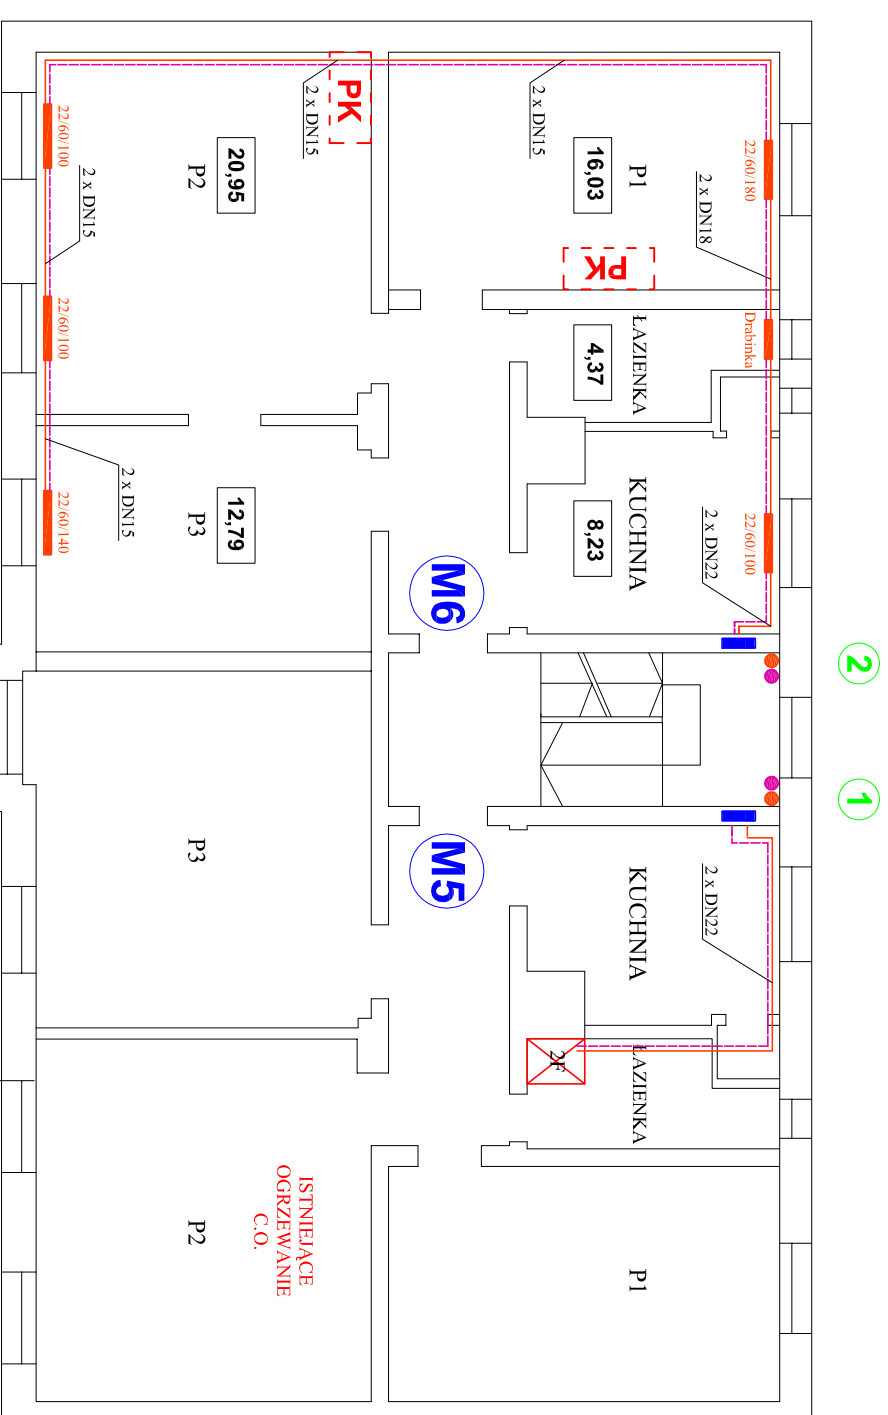 2
1
22/60/180
2 x DN18
P1
16,03
2 x DN15
PK
Drabinka
ŁAZIENKA
4,37
22/60/100
2 x DN22
KUCHNIA
8,23
PK
2 x DN15
20,95
P2
2 x DN15
22/60/100
22/60/100
12,79
P3
2 x DN15
22/60/140
M6
M5
2 x DN22
KUCHNIA
ŁAZIENKA
2F
P3
P1
P2
ISTNIEJĄCE
OGRZEWANIE
C.O.